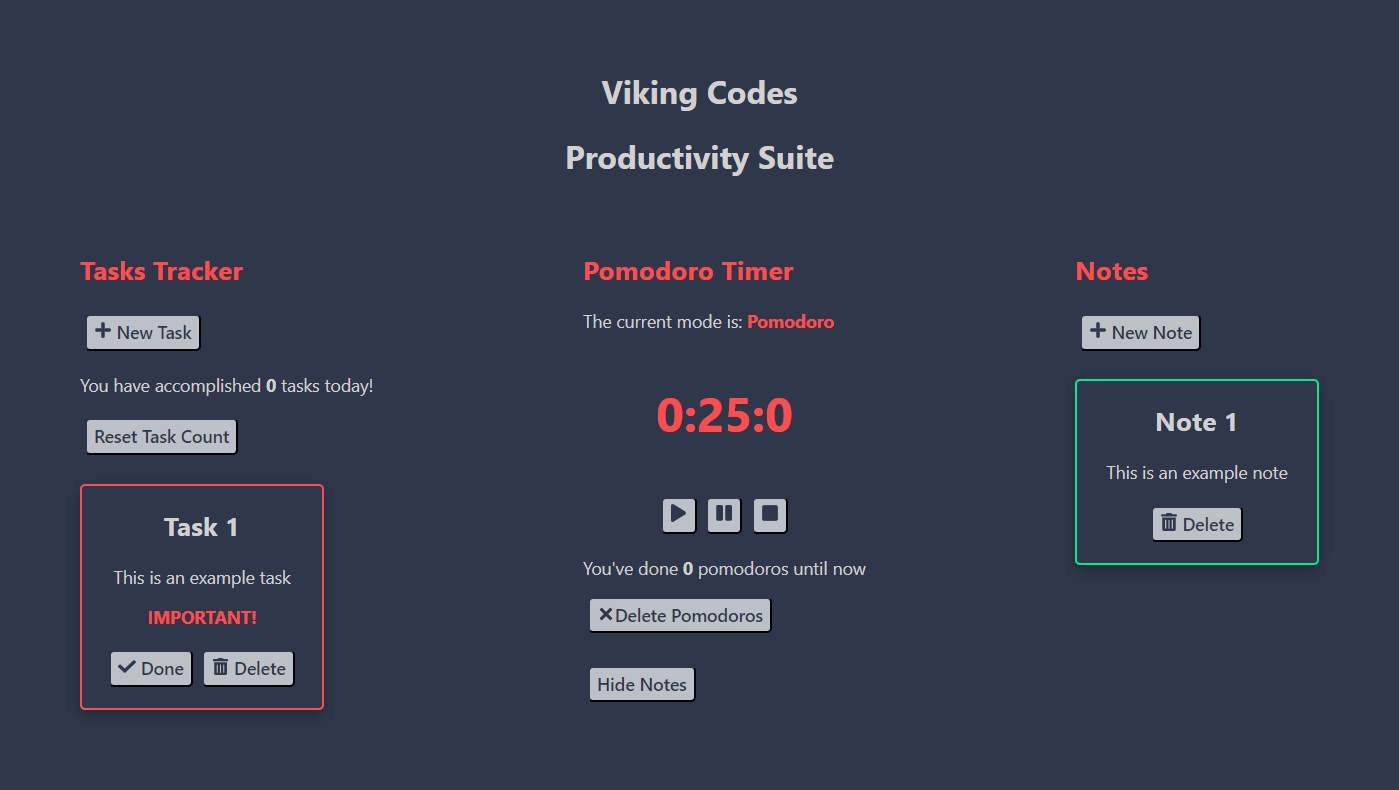 Viking Codes
Productivity Suite
Tasks Tracker
New Task
You have accomplished 0 tasks today!
Reset Task Count
Task 1
This is an example task
IMPORTANT!
Done
Delete
Pomodoro Timer
The current mode is: Pomodoro
0:25:0
You've done 0 pomodoros until now
Delete Pomodoros
Hide Notes
Notes
New Note
Note 1
This is an example note
Delete